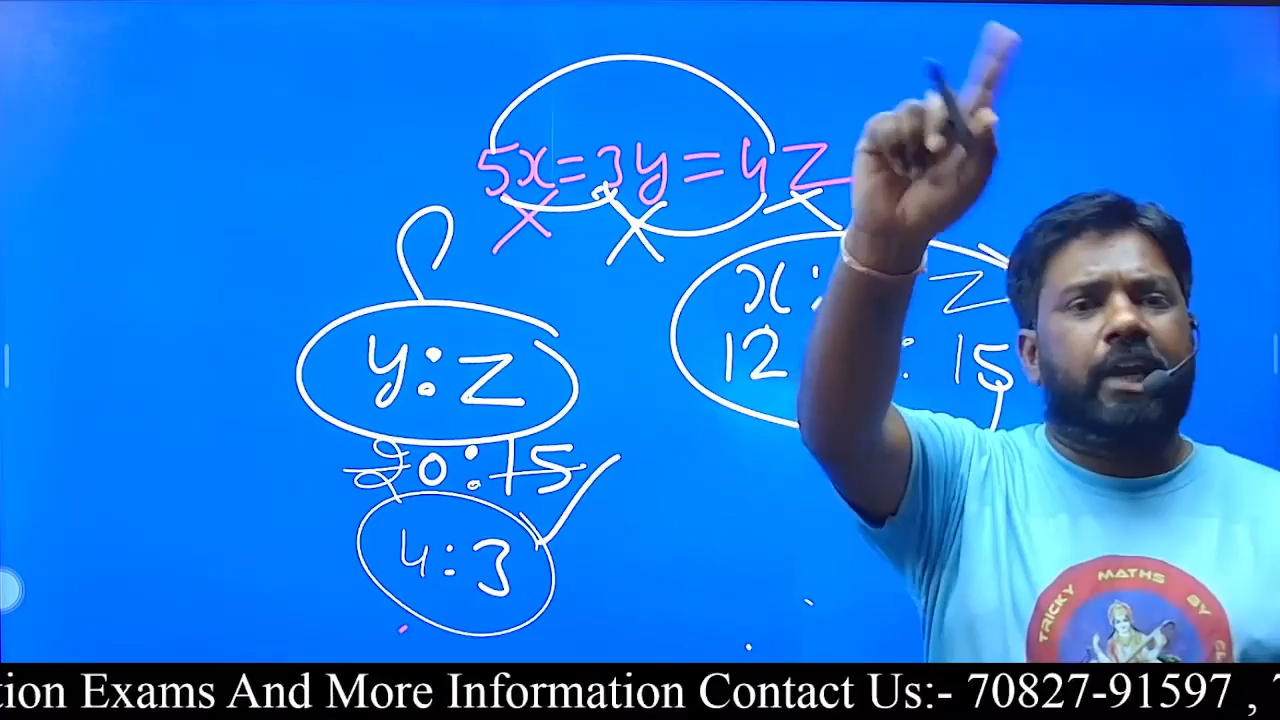 5x=3y=4z
x: z
12 : 15
y:z
20:15
4:3
TRICKY MATHS BY
tion Exams And More Information Contact Us:- 70827-91597 ,